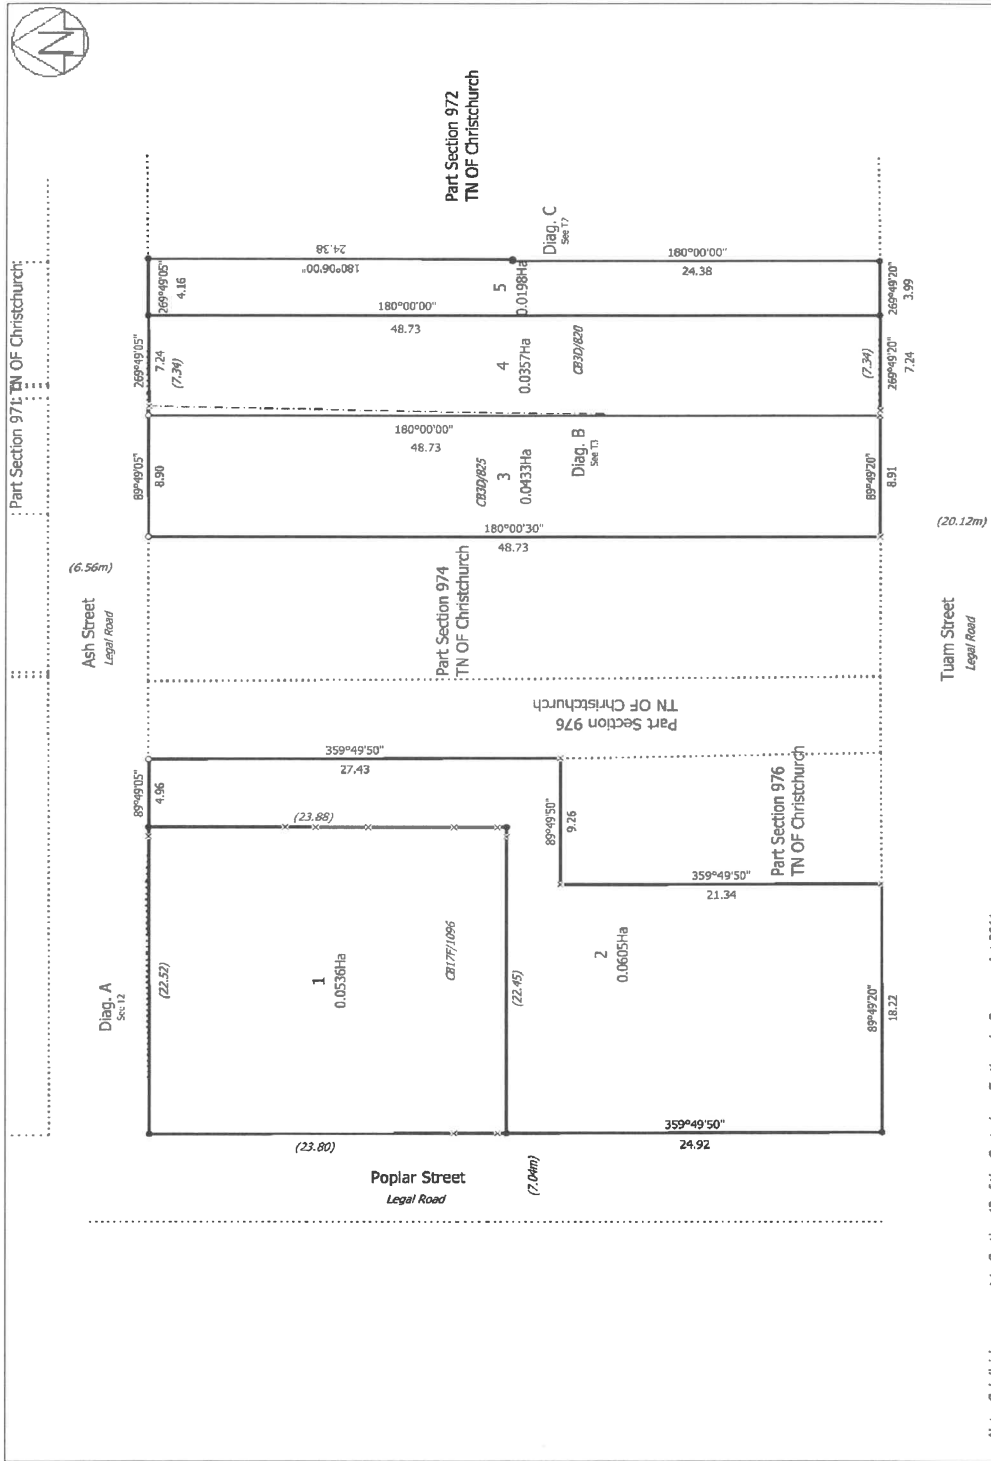 N
Part Section 971 TN OF Christchurch
Part Section 972
TN OF Christchurch
Ash Street
Legal Road
(6.56m)
Diag. A
See T2
(22.52)
89°49'05"
4.96
89°49'05"
8.90
269°49'05"
7.24
(7.34)
269°49'05"
4.16
(23.80)
1
0.0536Ha
CB17F/1096
(23.88)
(22.45)
359°49'50"
27.43
89°49'50"
9.26
359°49'50"
21.34
2
0.0605Ha
359°49'50"
24.92
89°49'20"
18.22
Part Section 976
TN OF Christchurch
Part Section 976
TN OF Christchurch
Part Section 974
TN OF Christchurch
180°00'30"
48.73
CB3D/825
3
0.0433Ha
180°00'00"
48.73
Diag. B
See T3
89°49'20"
8.91
180°00'00"
48.73
4
0.0357Ha
CB3D/820
(7.34)
269°49'20"
7.24
180°06'00"
24.38
5
0.0198Ha
Diag. C
See T7
180°00'00"
24.38
269°49'20"
3.99
Poplar Street
Legal Road
(7.04m)
(20.12m)
Tuam Street
Legal Road